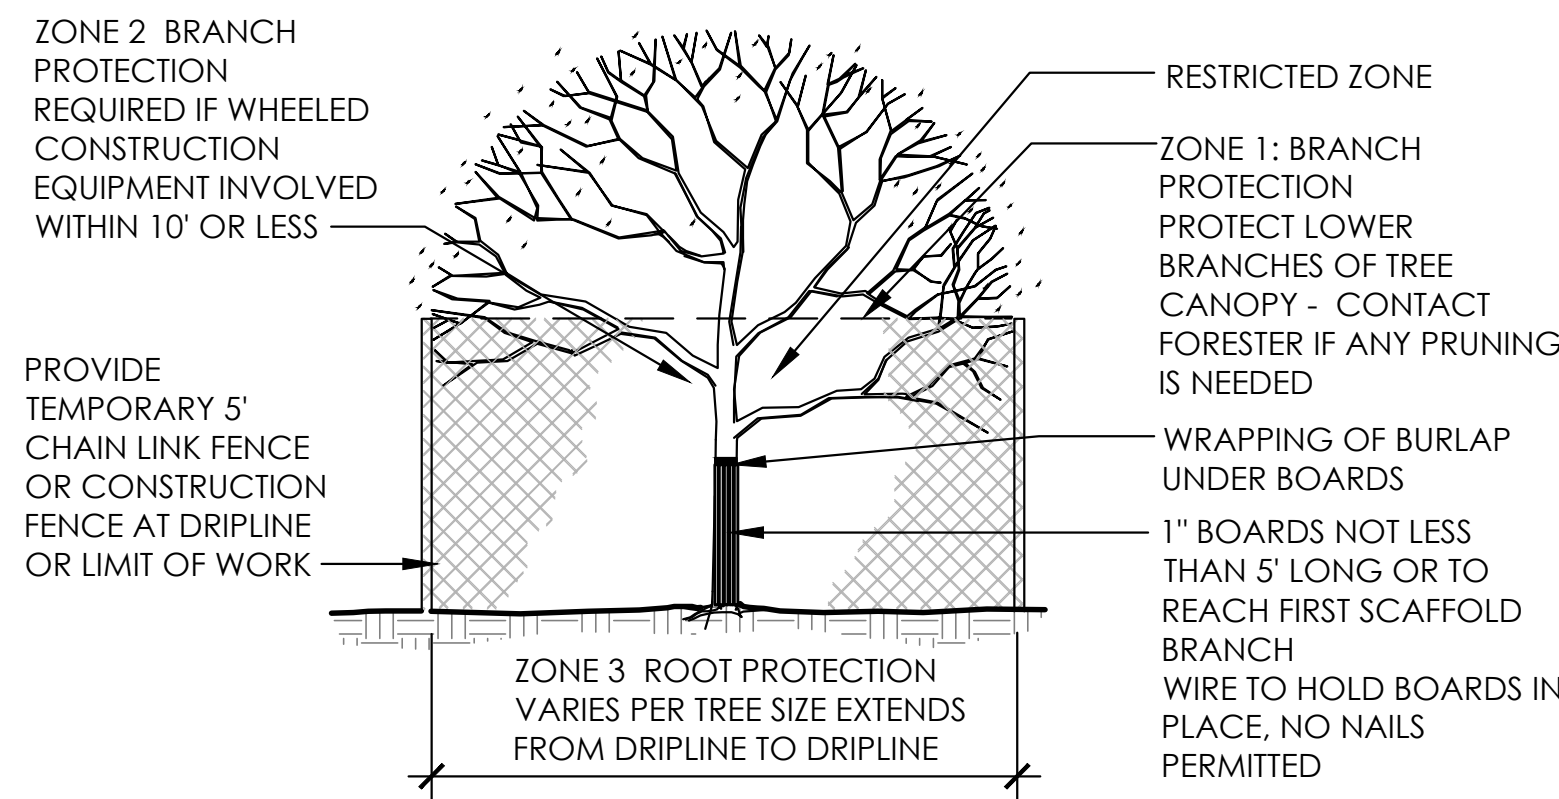 ZONE 2 BRANCH
PROTECTION
REQUIRED IF WHEELED
CONSTRUCTION
EQUIPMENT INVOLVED
WITHIN 10' OR LESS
PROVIDE
TEMPORARY 5'
CHAIN LINK FENCE
OR CONSTRUCTION
FENCE AT DRIPLINE
OR LIMIT OF WORK
RESTRICTED ZONE
ZONE 1: BRANCH
PROTECTION
PROTECT LOWER
BRANCHES OF TREE
CANOPY - CONTACT
FORESTER IF ANY PRUNING
IS NEEDED
WRAPPING OF BURLAP
UNDER BOARDS
1" BOARDS NOT LESS
THAN 5' LONG OR TO
REACH FIRST SCAFFOLD
BRANCH
WIRE TO HOLD BOARDS IN
PLACE, NO NAILS
PERMITTED
ZONE 3 ROOT PROTECTION
VARIES PER TREE SIZE EXTENDS
FROM DRIPLINE TO DRIPLINE